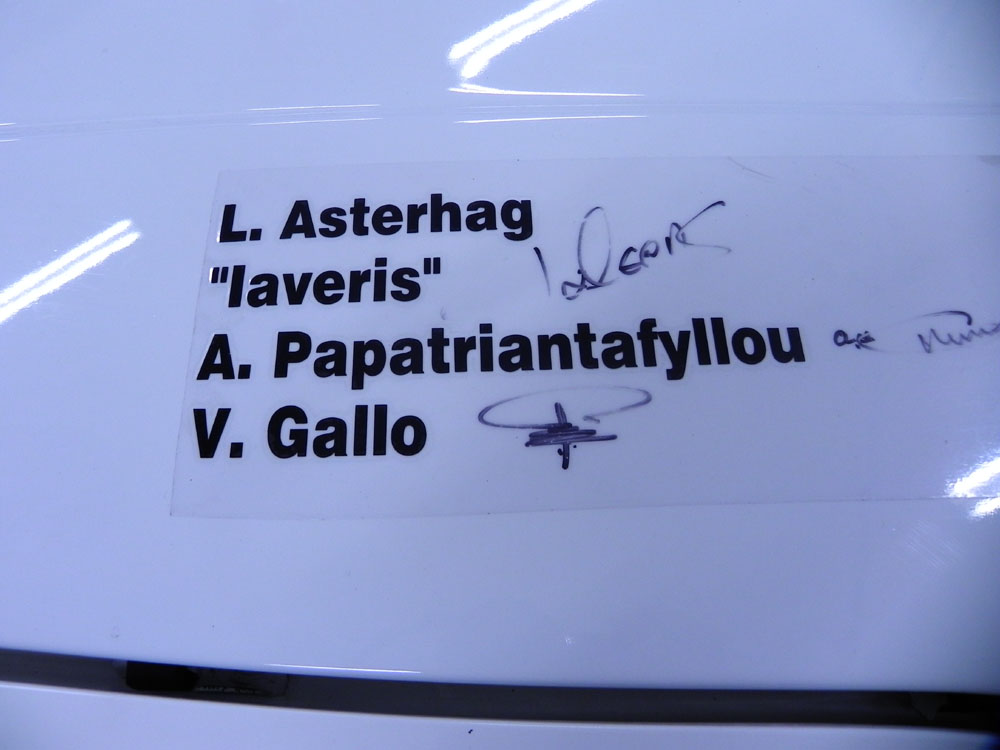 L. Asterhag
"laveris"
A. Papatriantafyllou
V. Gallo